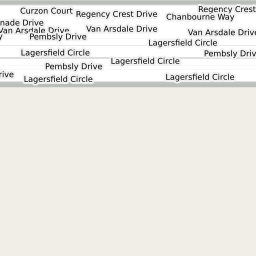 Regency Crest
Curzon Court
Regency Crest Drive
Chanbourne Way
nade Drive
Van Arsdale Drive
Van Arsdale Drive
Van Arsdale Drive
y
Pembsly Drive
Lagersfield Circle
Lagersfield Circle
Pembsly Driv
Lagersfield Circle
Pembsly Drive
rive
Lagersfield Circle
Lagersfield Circle